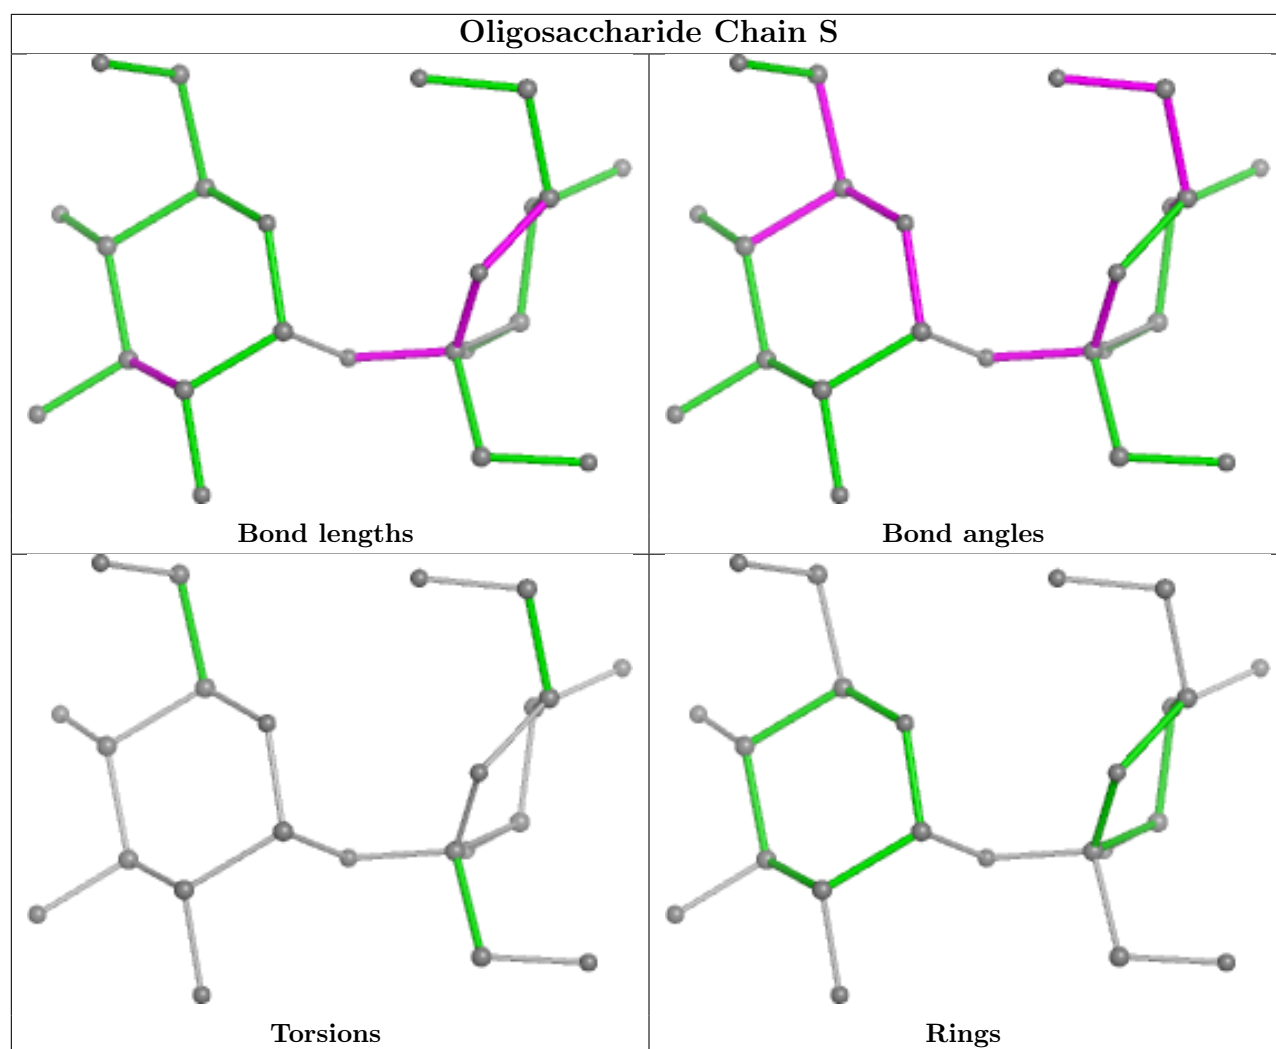 Oligosaccharide Chain S
Bond lengths
Bond angles
Torsions
Rings